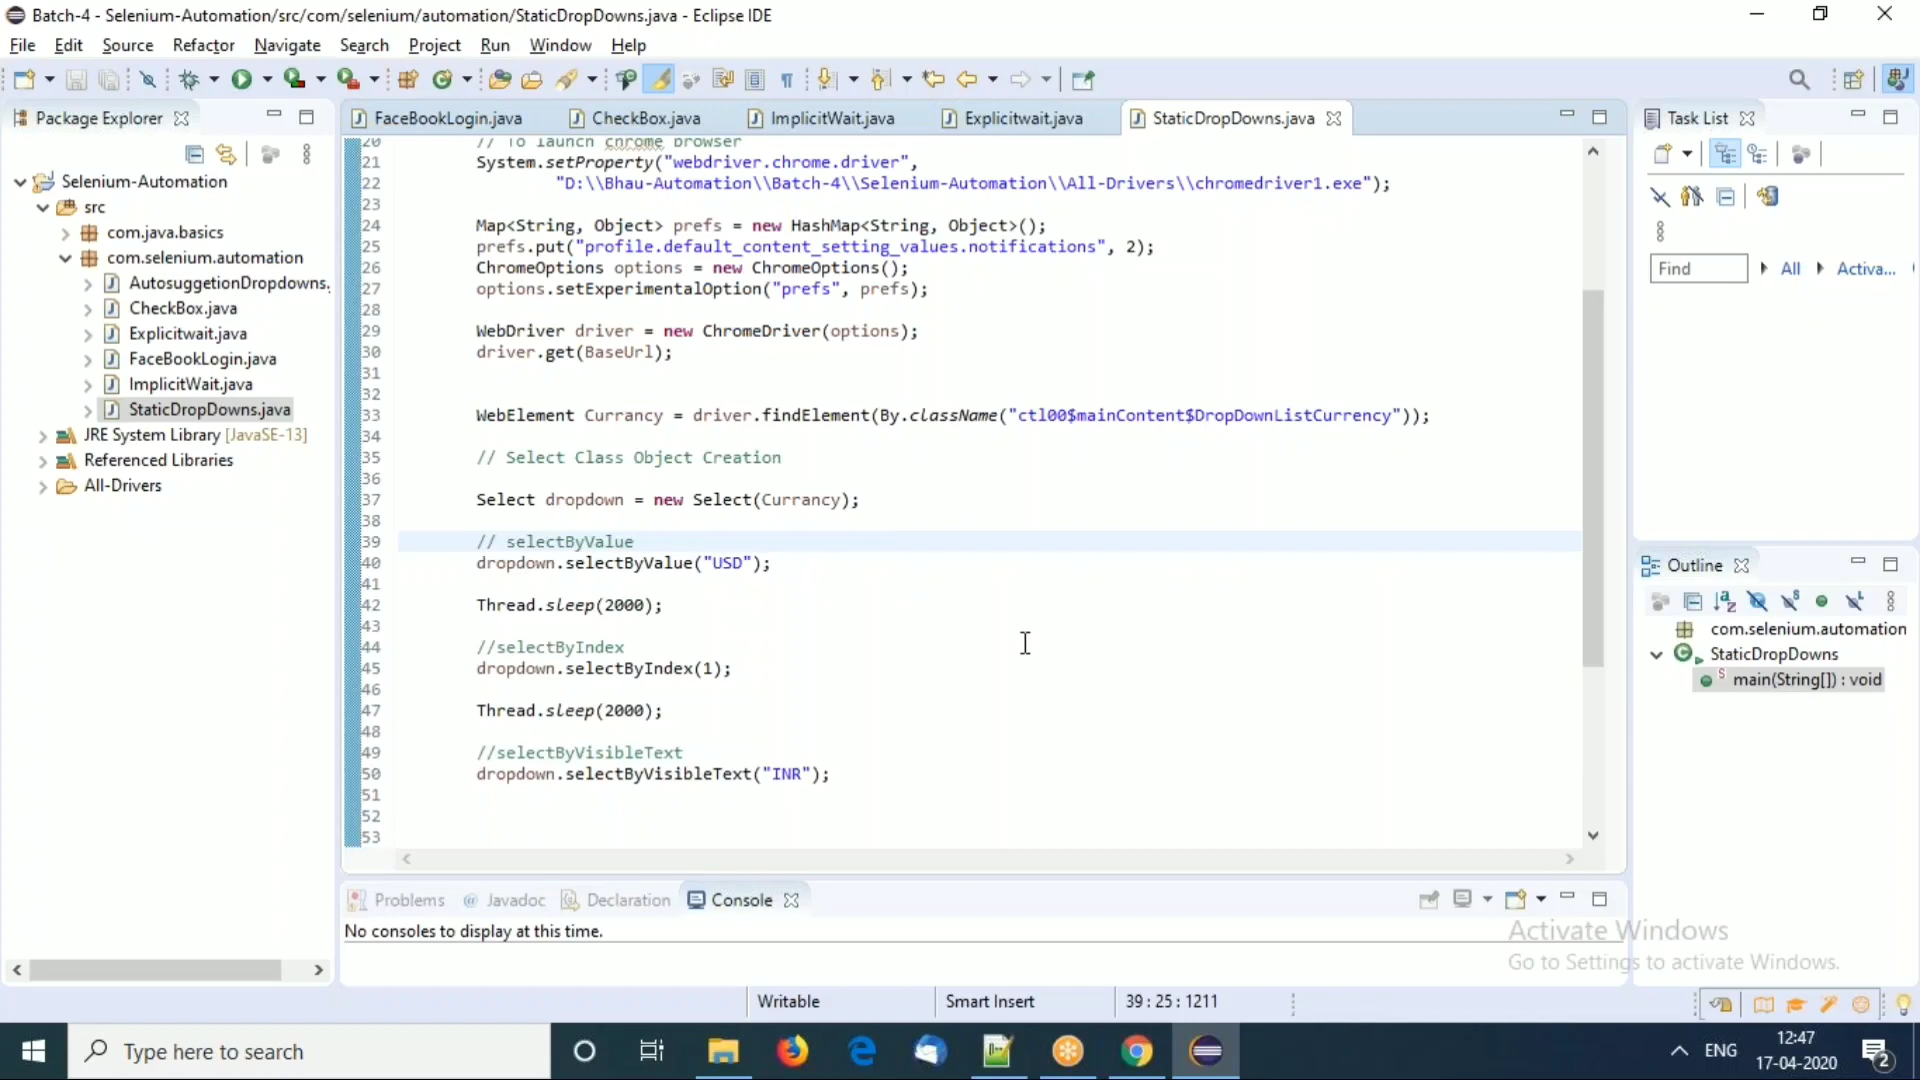 Batch-4 - Selenium-Automation/src/com/selenium/automation/StaticDropDowns.java - Eclipse IDE
File Edit Source Refactor Navigate Search Project Run Window Help
Package Explorer
FaceBookLogin.java CheckBox.java ImplicitWait.java Explicitwait.java StaticDropDowns.java
Task List
Selenium-Automation
src
com.java.basics
com.selenium.automation
AutosuggetionDropdowns.
CheckBox.java
Explicitwait.java
FaceBookLogin.java
ImplicitWait.java
StaticDropDowns.java
JRE System Library [JavaSE-13]
Referenced Libraries
All-Drivers
20 // To launch chrome browser
21 System.setProperty("webdriver.chrome.driver",
22 "D:\\Bhau-Automation\\Batch-4\\Selenium-Automation\\All-Drivers\\chromedriver1.exe");
23
24 Map<String, Object> prefs = new HashMap<String, Object>();
25 prefs.put("profile.default_content_setting_values.notifications", 2);
26 ChromeOptions options = new ChromeOptions();
27 options.setExperimentalOption("prefs", prefs);
28
29 WebDriver driver = new ChromeDriver(options);
30 driver.get(BaseUrl);
31
32
33 WebElement Currancy = driver.findElement(By.className("ctl00$mainContent$DropDownListCurrency"));
34
35 // Select Class Object Creation
36
37 Select dropdown = new Select(Currancy);
38
39 // selectByValue
40 dropdown.selectByValue("USD");
41
42 Thread.sleep(2000);
43
44 //selectByIndex
45 dropdown.selectByIndex(1);
46
47 Thread.sleep(2000);
48
49 //selectByVisibleText
50 dropdown.selectByVisibleText("INR");
51
52
53
Find All Activa...
Outline
com.selenium.automation
StaticDropDowns
main(String[]) : void
Problems @ Javadoc Declaration Console
No consoles to display at this time.
Activate Windows
Go to Settings to activate Windows.
Writable Smart Insert 39 : 25 : 1211
Type here to search
ENG
12:47
17-04-2020
2